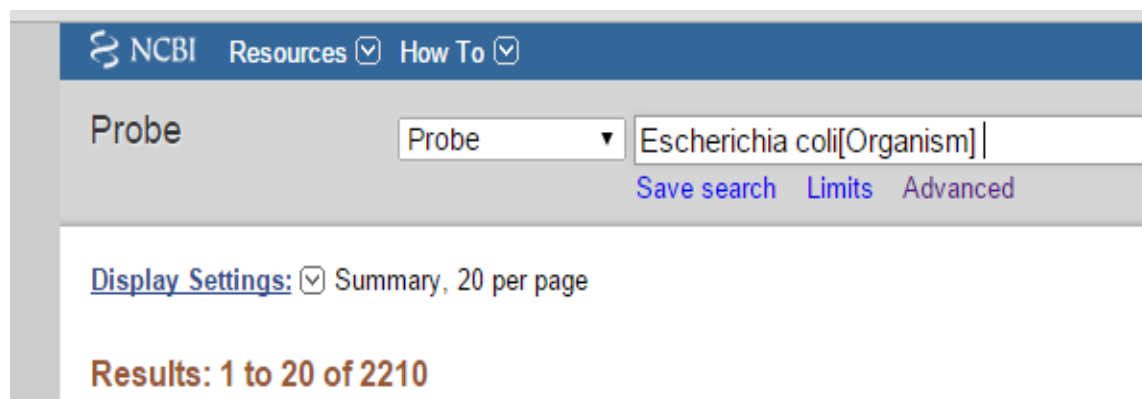 NCBI Resources How To
Probe Probe Escherichia coli[Organism]
Save search Limits Advanced
Display Settings: Summary, 20 per page
Results: 1 to 20 of 2210